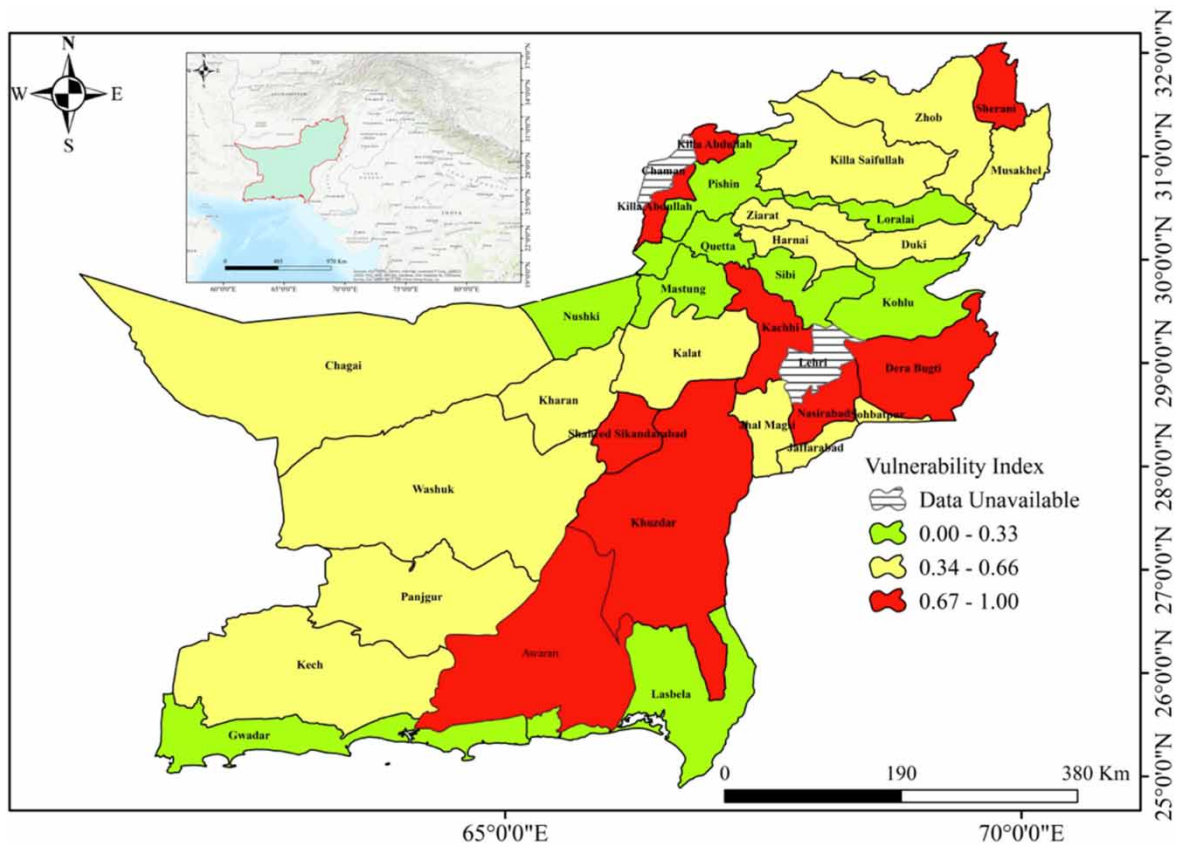 N
W E
S
32°0'0"N
31°0'0"N
30°0'0"N
29°0'0"N
28°0'0"N
27°0'0"N
26°0'0"N
25°0'0"N
Sherani
Zhob
Killa Abdullah
Killa Saifullah
Musakhel
Chaman
Pishin
Killa Abdullah
Ziarat
Loralai
Quetta
Harnai
Duki
Sibi
Mastung
Kohlu
Nushki
Kachhi
Kalat
Chagai
Lehri
Dera Bugti
Kharan
Nasirabad
Sohbatpur
Jhal Magsi
Shaheed Sikandarabad
Jaffarabad
Washuk
Khuzdar
Panjgur
Awaran
Kech
Lasbela
Gwadar
Vulnerability Index
Data Unavailable
0.00 - 0.33
0.34 - 0.66
0.67 - 1.00
0 190 380 Km
65°0'0"E 70°0'0"E